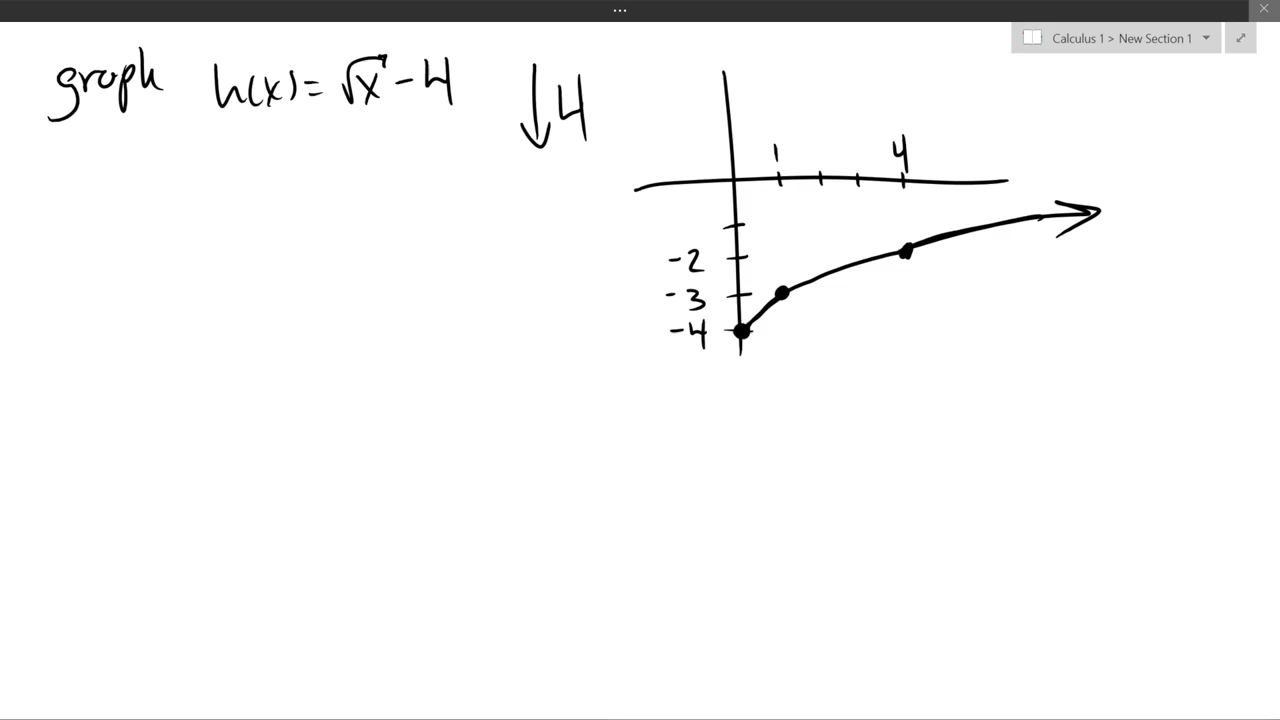 ...
Calculus 1 > New Section 1
graph h(x) = √x - 4 ↓ 4
1 4
-2
-3
-4